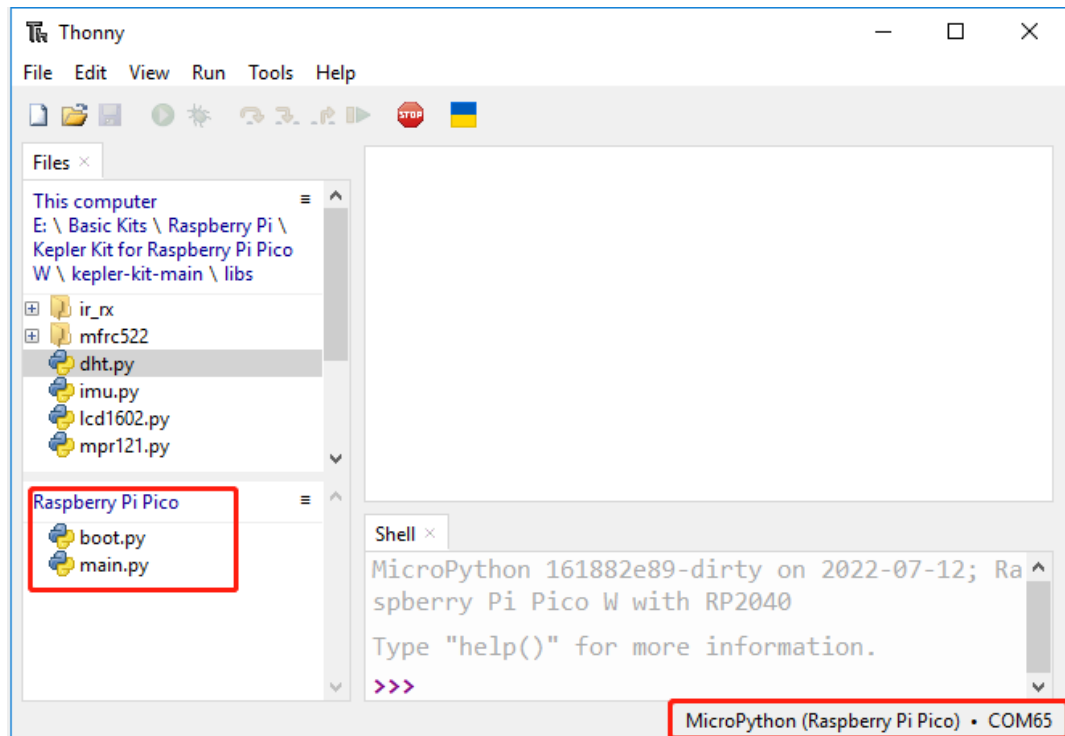 Thonny
File Edit View Run Tools Help
STOP
Files
This computer
E: \ Basic Kits \ Raspberry Pi \
Kepler Kit for Raspberry Pi Pico
W \ kepler-kit-main \ libs
ir_rx
mfrc522
dht.py
imu.py
lcd1602.py
mpr121.py
Raspberry Pi Pico
boot.py
main.py
Shell
MicroPython 161882e89-dirty on 2022-07-12; Ra
spberry Pi Pico W with RP2040
Type "help()" for more information.
>>>
MicroPython (Raspberry Pi Pico) • COM65